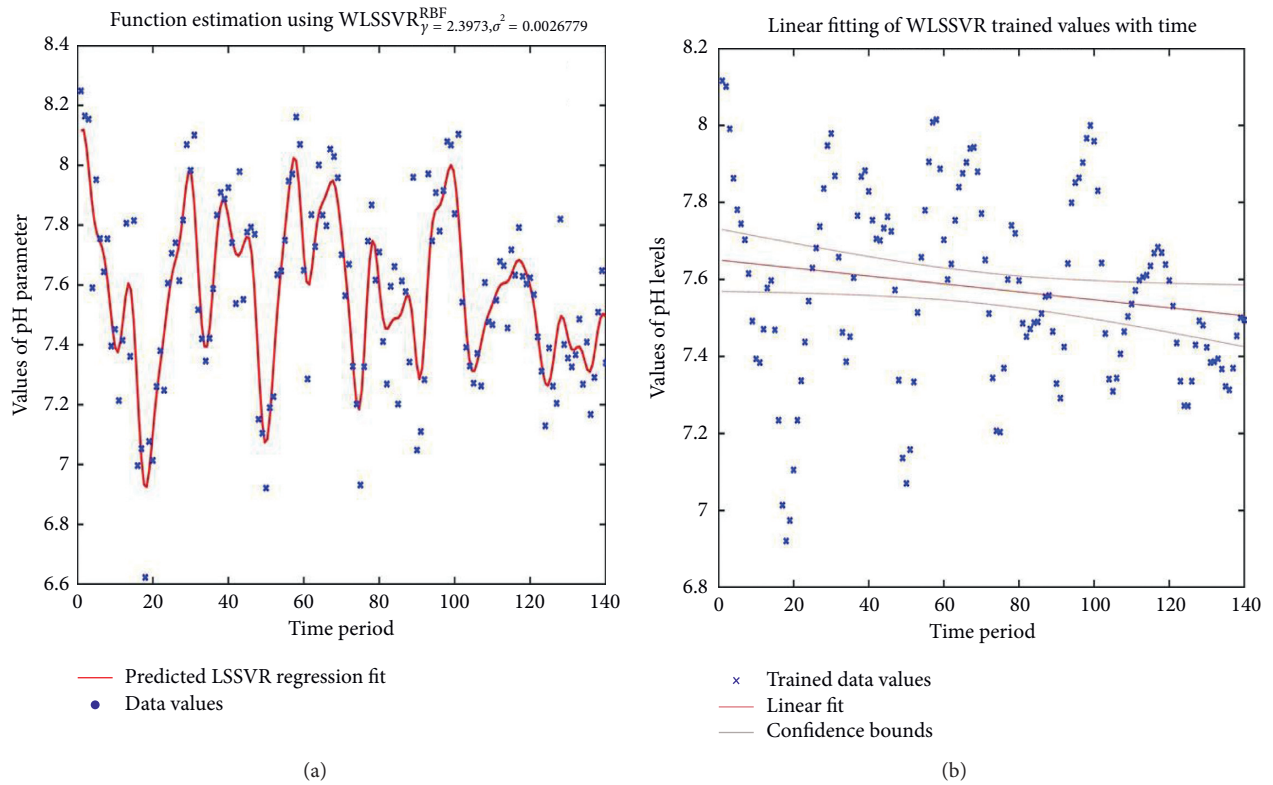 Function estimation using WLSSVR^RBF_γ = 2.3973,σ² = 0.0026779
8.4
8.2
8
7.8
7.6
7.4
7.2
7
6.8
6.6
Values of pH parameter
0 20 40 60 80 100 120 140
Time period
Predicted LSSVR regression fit
Data values
(a)
Linear fitting of WLSSVR trained values with time
8.2
8
7.8
7.6
7.4
7.2
7
6.8
Values of pH levels
0 20 40 60 80 100 120 140
Time period
Trained data values
Linear fit
Confidence bounds
(b)